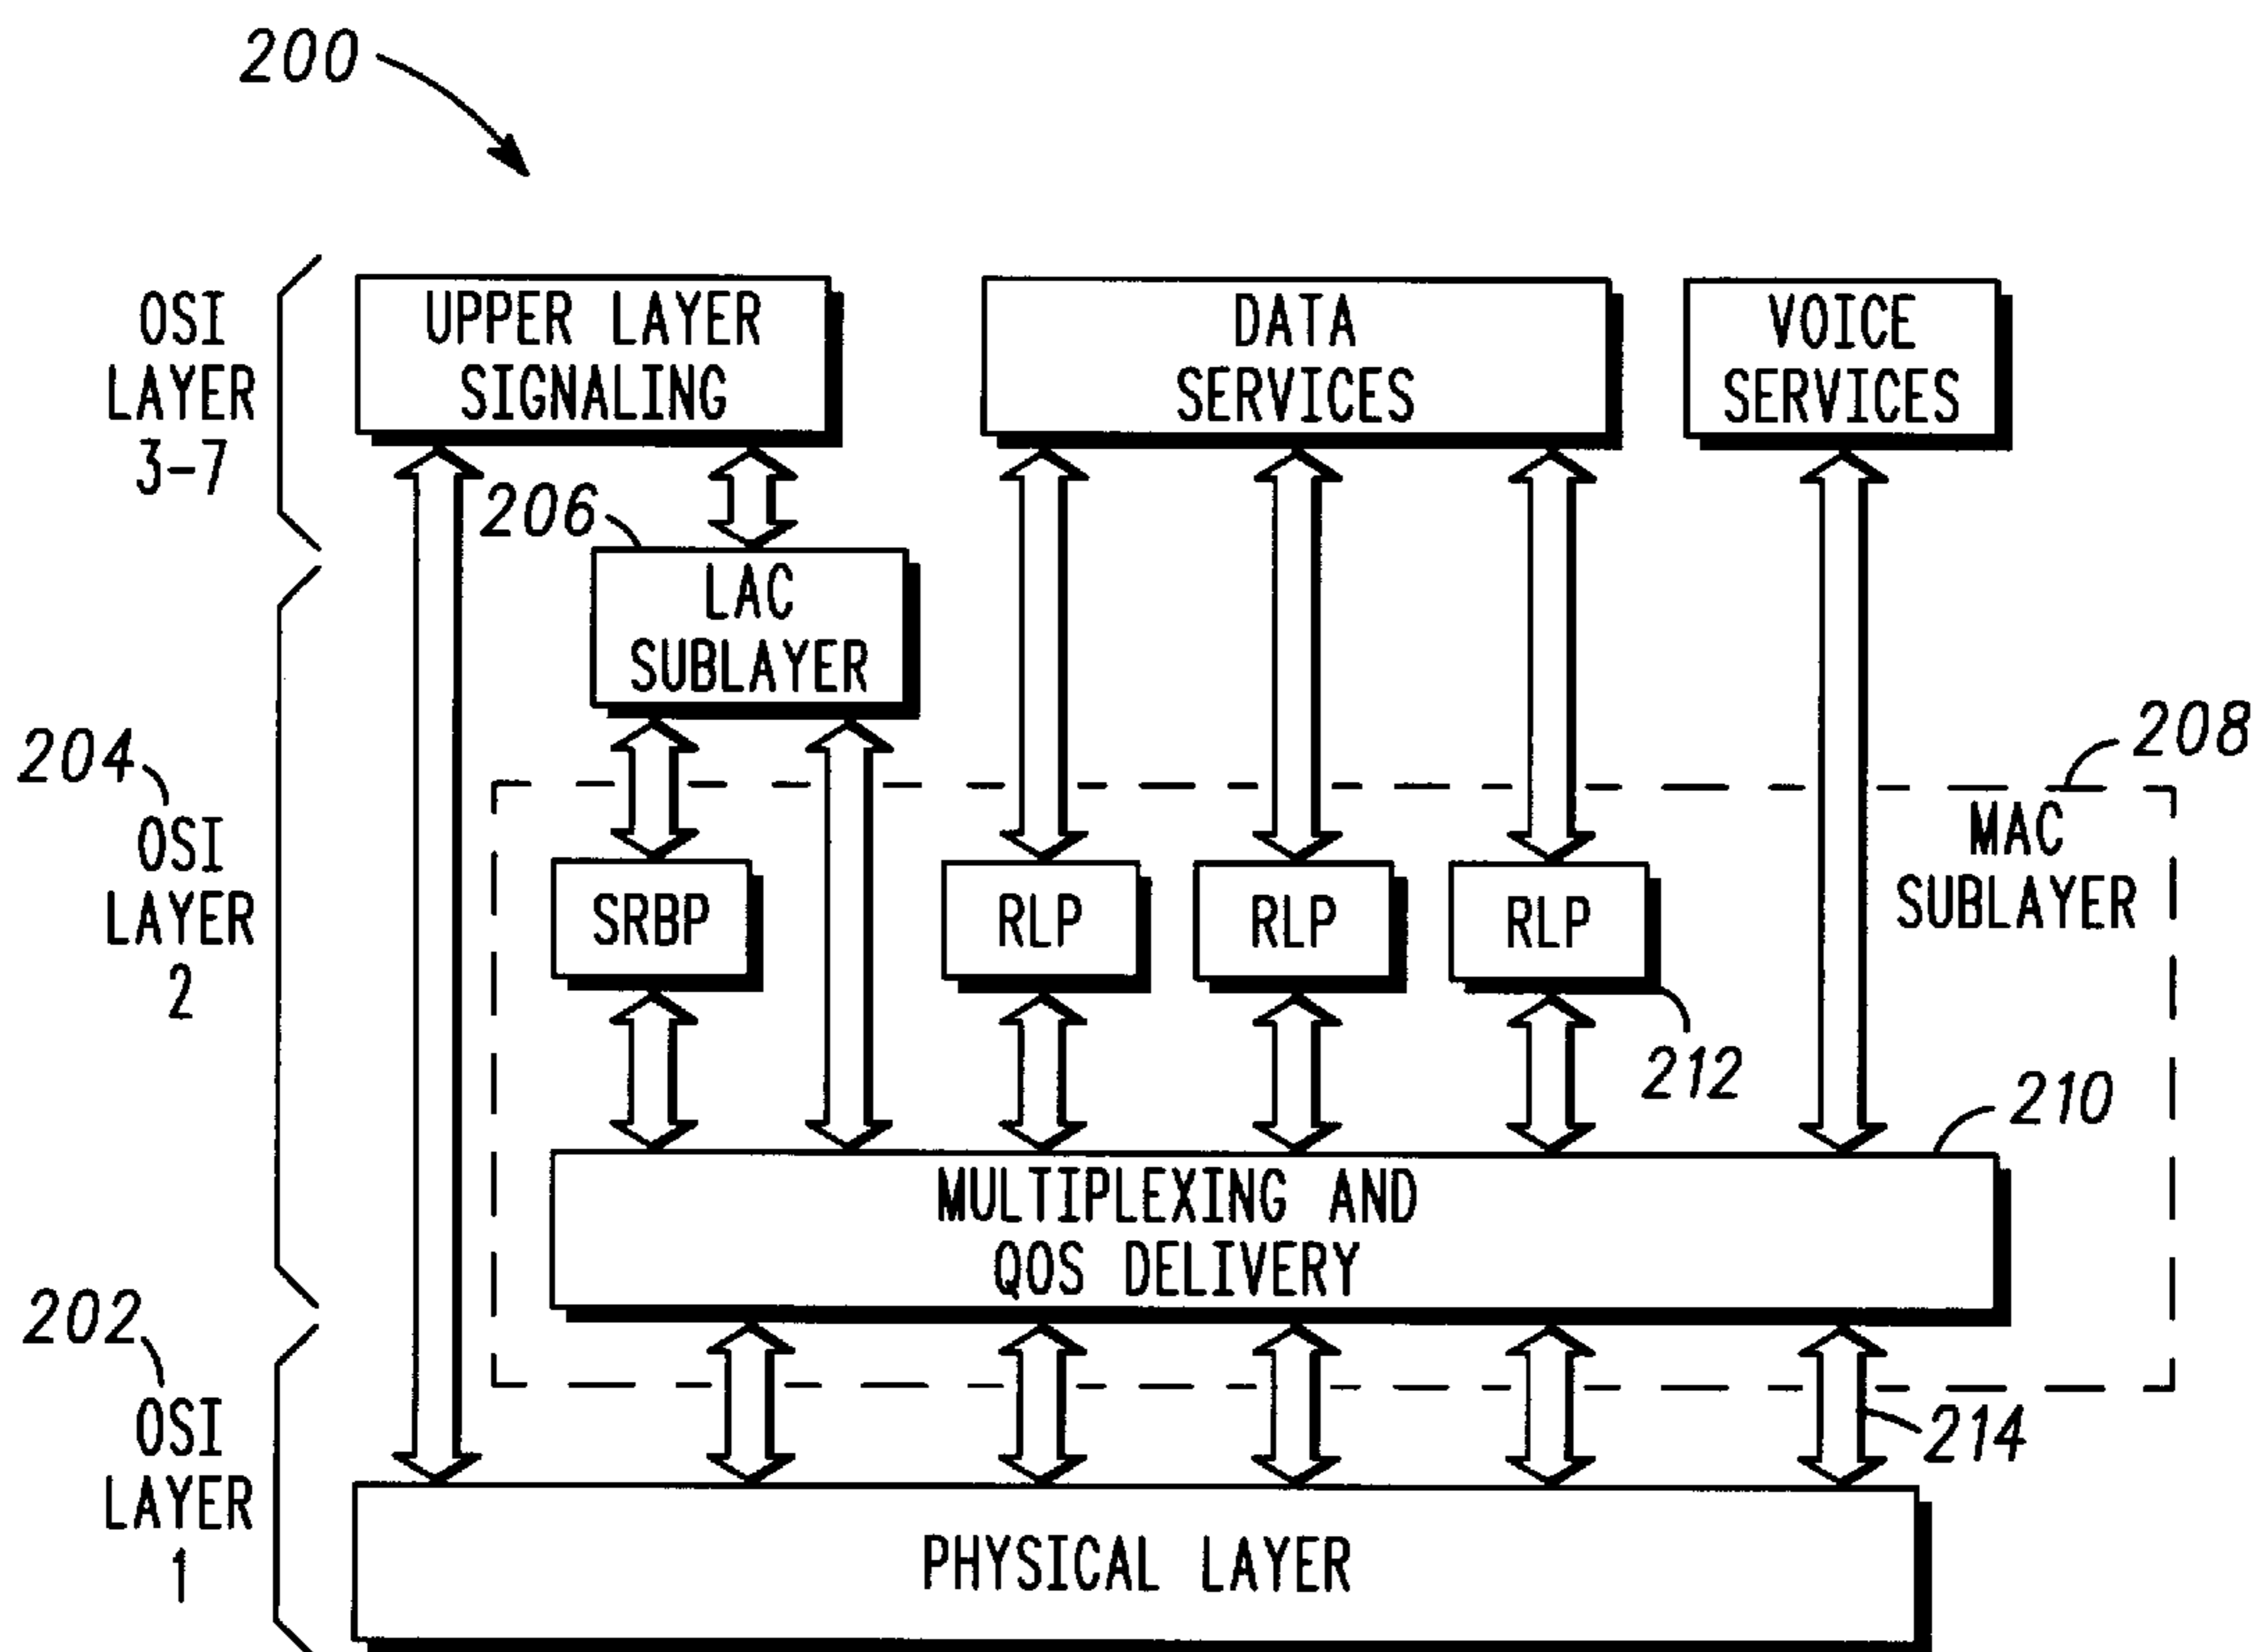 200
OSI
LAYER
3-7
UPPER LAYER
SIGNALING
DATA
SERVICES
VOICE
SERVICES
206
LAC
SUBLAYER
204
OSI
LAYER
2
208
MAC
SUBLAYER
SRBP
RLP
RLP
RLP
212
210
MULTIPLEXING AND
QOS DELIVERY
202
OSI
LAYER
1
214
PHYSICAL LAYER